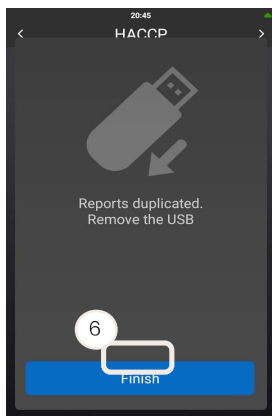 20:45
< HACCP >
Reports duplicated.
Remove the USB
6
Finish